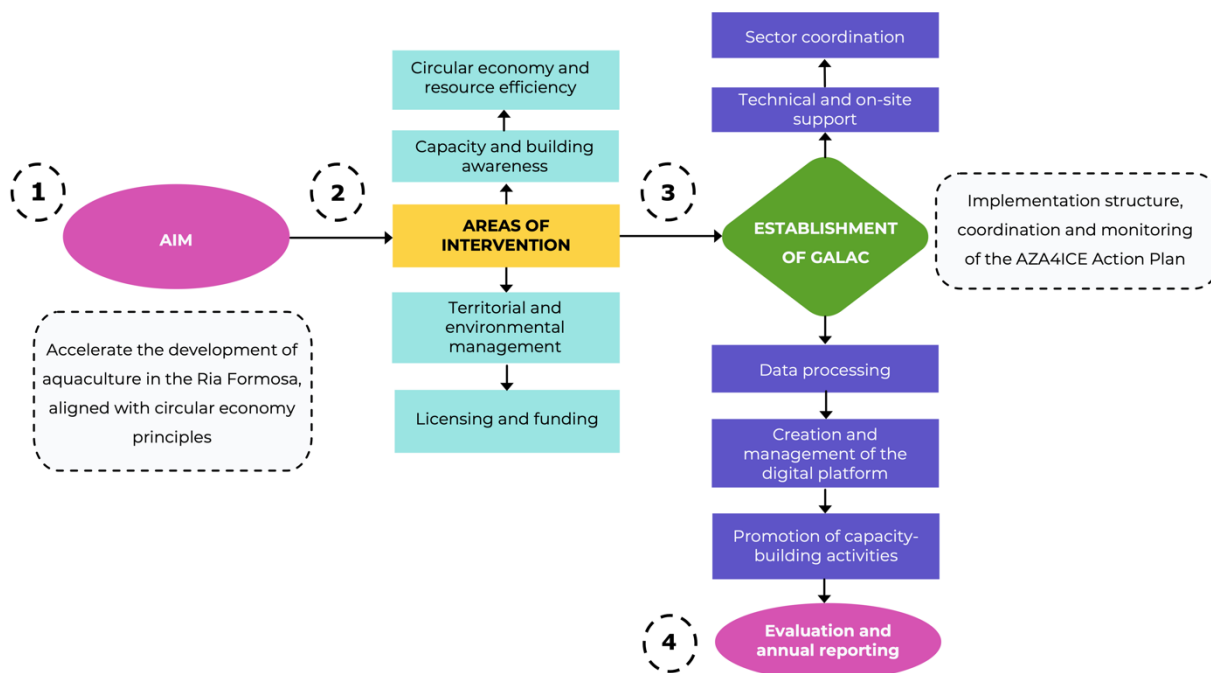 1
AIM
Accelerate the development of
aquaculture in the Ria Formosa,
aligned with circular economy
principles
2
Circular economy and
resource efficiency
Capacity and building
awareness
AREAS OF
INTERVENTION
Territorial and
environmental
management
Licensing and funding
3
Sector coordination
Technical and on-site
support
ESTABLISHMENT
OF GALAC
Implementation structure,
coordination and monitoring
of the AZA4ICE Action Plan
Data processing
Creation and
management of the
digital platform
Promotion of capacity-
building activities
4
Evaluation and
annual reporting